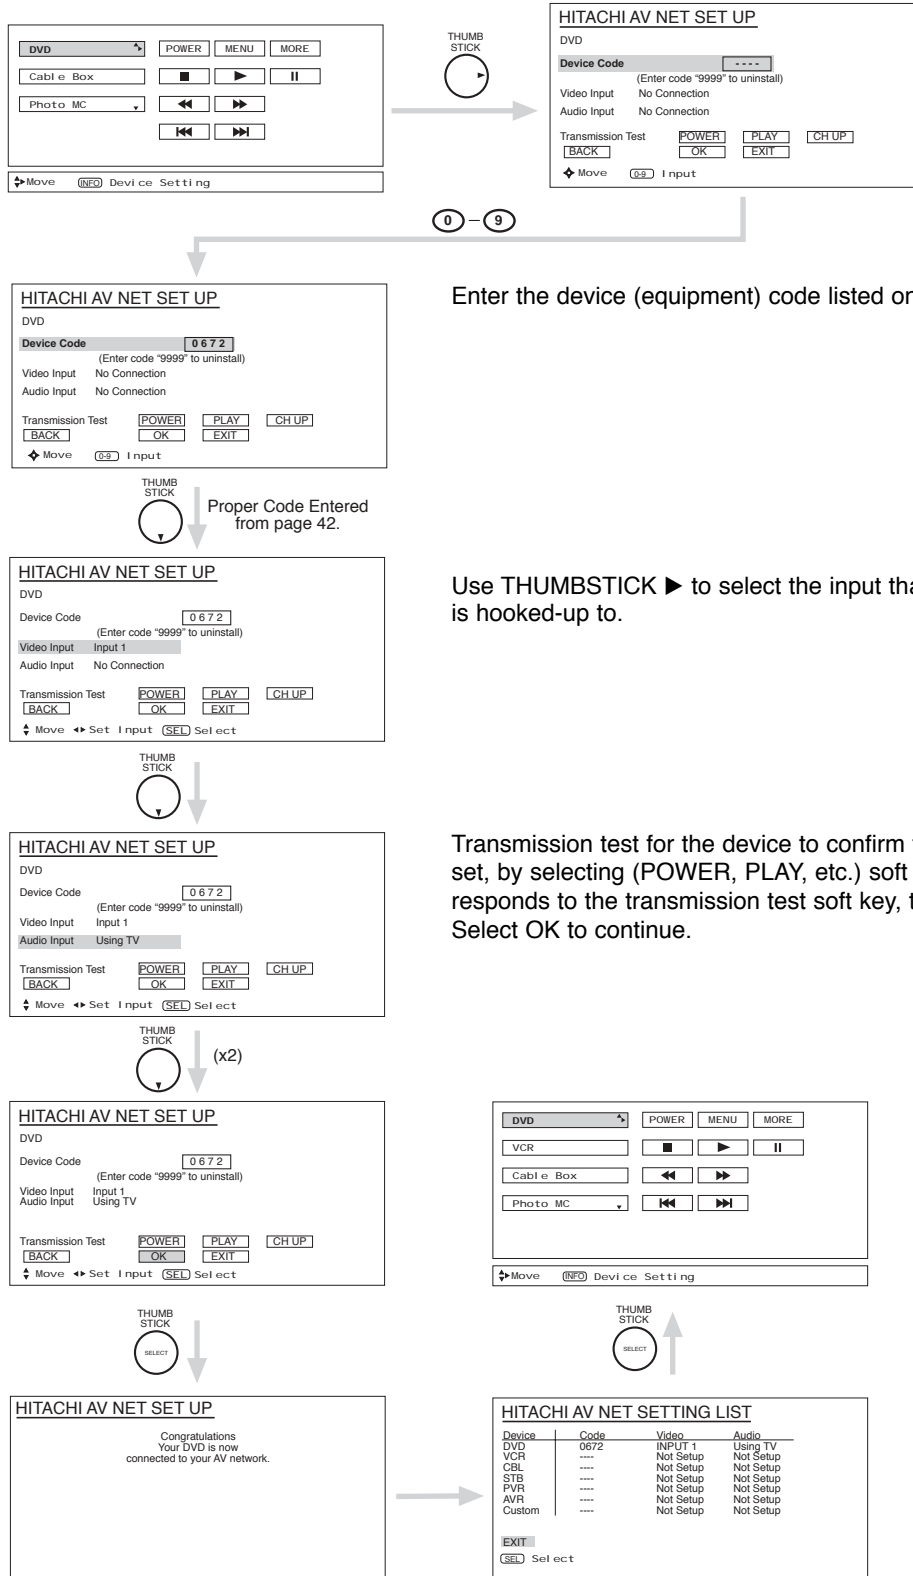 DVD POWER MENU MORE
Cable Box
Photo MC
Move INFO Device Setting
THUMB
STICK
HITACHI AV NET SET UP
DVD
Device Code - - - -
(Enter code “9999” to uninstall)
Video Input No Connection
Audio Input No Connection
Transmission Test POWER PLAY CH UP
BACK OK EXIT
Move 0-9 Input
0 – 9
HITACHI AV NET SET UP
DVD
Device Code 0 6 7 2
(Enter code “9999” to uninstall)
Video Input No Connection
Audio Input No Connection
Transmission Test POWER PLAY CH UP
BACK OK EXIT
Move 0-9 Input
Enter the device (equipment) code listed on
THUMB
STICK
Proper Code Entered
from page 42.
HITACHI AV NET SET UP
DVD
Device Code 0 6 7 2
(Enter code “9999” to uninstall)
Video Input Input 1
Audio Input No Connection
Transmission Test POWER PLAY CH UP
BACK OK EXIT
Move Set Input SEL Select
Use THUMBSTICK ▶ to select the input tha
is hooked-up to.
THUMB
STICK
HITACHI AV NET SET UP
DVD
Device Code 0 6 7 2
(Enter code “9999” to uninstall)
Video Input Input 1
Audio Input Using TV
Transmission Test POWER PLAY CH UP
BACK OK EXIT
Move Set Input SEL Select
Transmission test for the device to confirm
set, by selecting (POWER, PLAY, etc.) soft
responds to the transmission test soft key, t
Select OK to continue.
THUMB
STICK
(x2)
HITACHI AV NET SET UP
DVD
Device Code 0 6 7 2
(Enter code “9999” to uninstall)
Video Input Input 1
Audio Input Using TV
Transmission Test POWER PLAY CH UP
BACK OK EXIT
Move Set Input SEL Select
THUMB
STICK
SELECT
HITACHI AV NET SET UP
Congratulations
Your DVD is now
connected to your AV network.
DVD POWER MENU MORE
VCR
Cable Box
Photo MC
Move INFO Device Setting
THUMB
STICK
SELECT
HITACHI AV NET SETTING LIST
Device Code Video Audio
DVD 0672 INPUT 1 Using TV
VCR ---- Not Setup Not Setup
CBL ---- Not Setup Not Setup
STB ---- Not Setup Not Setup
PVR ---- Not Setup Not Setup
AVR ---- Not Setup Not Setup
Custom ---- Not Setup Not Setup
EXIT
SEL Select